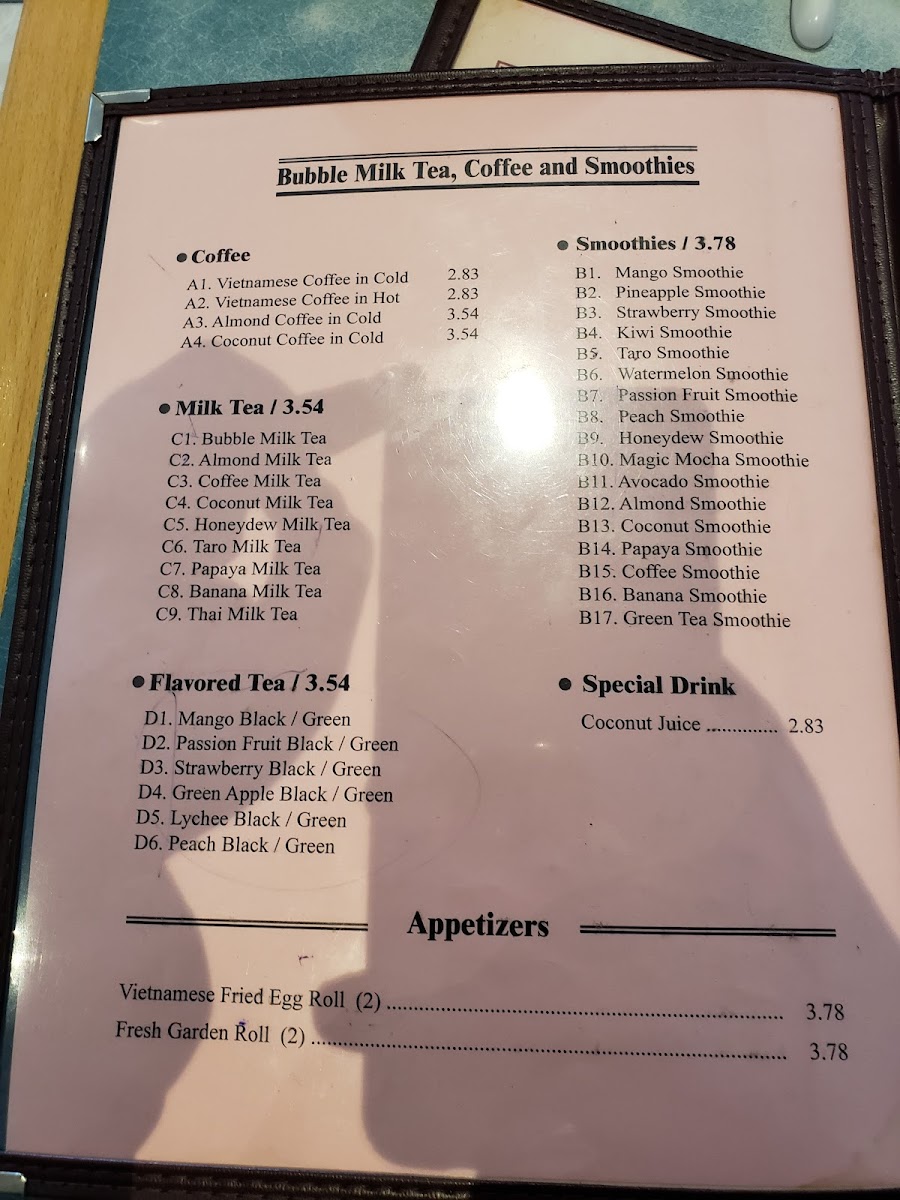 Bubble Milk Tea, Coffee and Smoothies
Coffee
A1. Vietnamese Coffee in Cold 2.83
A2. Vietnamese Coffee in Hot 2.83
A3. Almond Coffee in Cold 3.54
A4. Coconut Coffee in Cold 3.54
Milk Tea / 3.54
C1. Bubble Milk Tea
C2. Almond Milk Tea
C3. Coffee Milk Tea
C4. Coconut Milk Tea
C5. Honeydew Milk Tea
C6. Taro Milk Tea
C7. Papaya Milk Tea
C8. Banana Milk Tea
C9. Thai Milk Tea
Flavored Tea / 3.54
D1. Mango Black / Green
D2. Passion Fruit Black / Green
D3. Strawberry Black / Green
D4. Green Apple Black / Green
D5. Lychee Black / Green
D6. Peach Black / Green
Smoothies / 3.78
B1. Mango Smoothie
B2. Pineapple Smoothie
B3. Strawberry Smoothie
B4. Kiwi Smoothie
B5. Taro Smoothie
B6. Watermelon Smoothie
B7. Passion Fruit Smoothie
B8. Peach Smoothie
B9. Honeydew Smoothie
B10. Magic Mocha Smoothie
B11. Avocado Smoothie
B12. Almond Smoothie
B13. Coconut Smoothie
B14. Papaya Smoothie
B15. Coffee Smoothie
B16. Banana Smoothie
B17. Green Tea Smoothie
Special Drink
Coconut Juice .............. 2.83
Appetizers
Vietnamese Fried Egg Roll (2) ........................................................................ 3.78
Fresh Garden Roll (2) ....................................................................................... 3.78